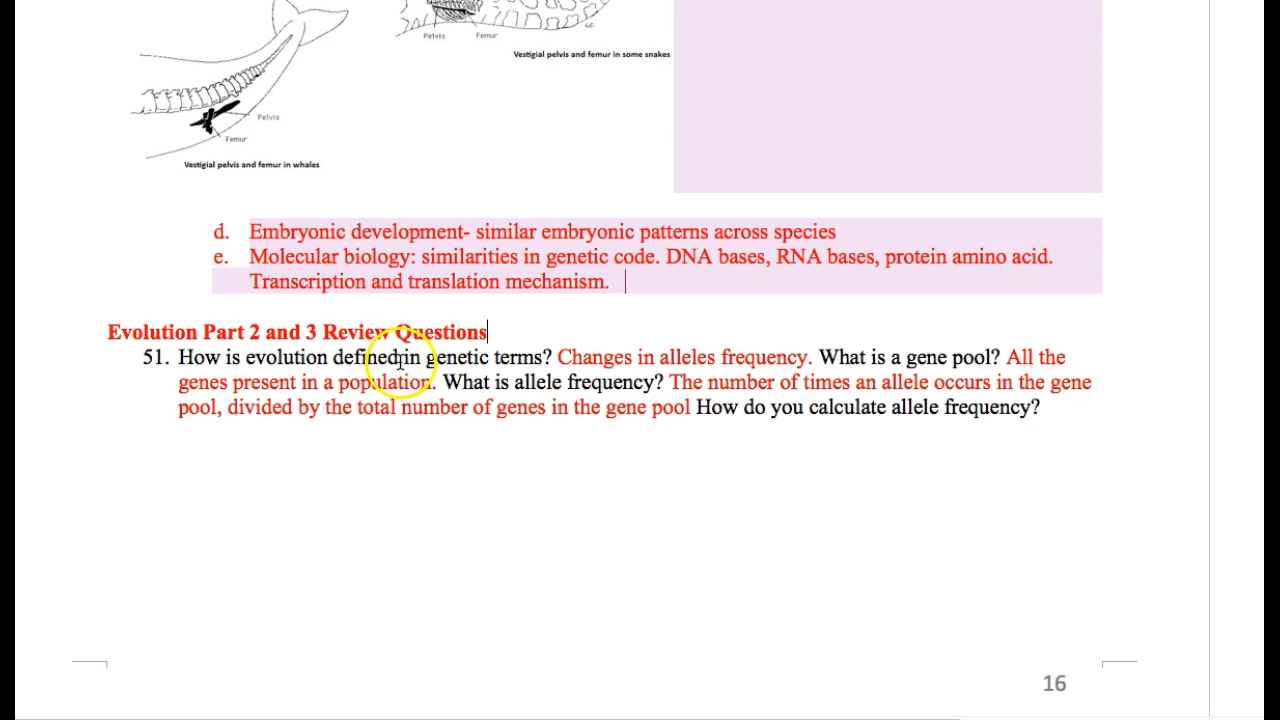 Pelvis Femur
Vestigial pelvis and femur in some snakes
Pelvis
Femur
Vestigial pelvis and femur in whales
d. Embryonic development- similar embryonic patterns across species
e. Molecular biology: similarities in genetic code. DNA bases, RNA bases, protein amino acid.
Transcription and translation mechanism.
Evolution Part 2 and 3 Review Questions
51. How is evolution defined in genetic terms? Changes in alleles frequency. What is a gene pool? All the
genes present in a population. What is allele frequency? The number of times an allele occurs in the gene
pool, divided by the total number of genes in the gene pool How do you calculate allele frequency?
16